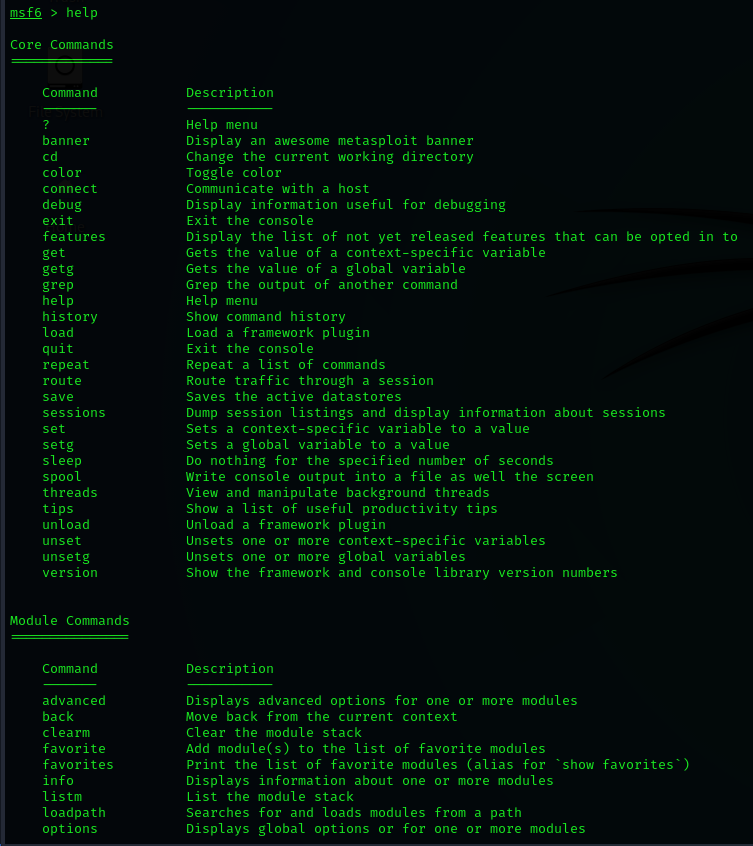 msf6 > help
Core Commands
=============
Command Description
------- -----------
? Help menu
banner Display an awesome metasploit banner
cd Change the current working directory
color Toggle color
connect Communicate with a host
debug Display information useful for debugging
exit Exit the console
features Display the list of not yet released features that can be opted in to
get Gets the value of a context-specific variable
getg Gets the value of a global variable
grep Grep the output of another command
help Help menu
history Show command history
load Load a framework plugin
quit Exit the console
repeat Repeat a list of commands
route Route traffic through a session
save Saves the active datastores
sessions Dump session listings and display information about sessions
set Sets a context-specific variable to a value
setg Sets a global variable to a value
sleep Do nothing for the specified number of seconds
spool Write console output into a file as well the screen
threads View and manipulate background threads
tips Show a list of useful productivity tips
unload Unload a framework plugin
unset Unsets one or more context-specific variables
unsetg Unsets one or more global variables
version Show the framework and console library version numbers
Module Commands
===============
Command Description
------- -----------
advanced Displays advanced options for one or more modules
back Move back from the current context
clearm Clear the module stack
favorite Add module(s) to the list of favorite modules
favorites Print the list of favorite modules (alias for `show favorites`)
info Displays information about one or more modules
listm List the module stack
loadpath Searches for and loads modules from a path
options Displays global options or for one or more modules